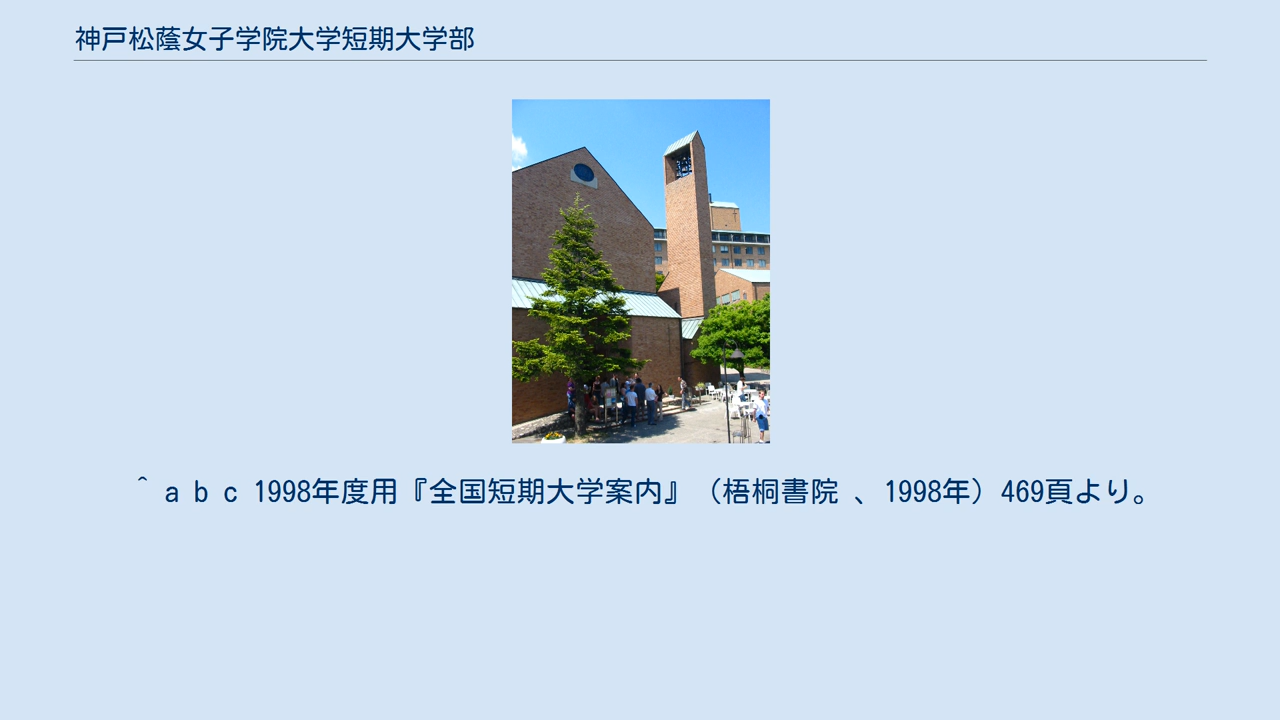 神戸松蔭女子学院大学短期大学部
^ a b c 1998年度用『全国短期大学案内』（梧桐書院 、1998年）469頁より。